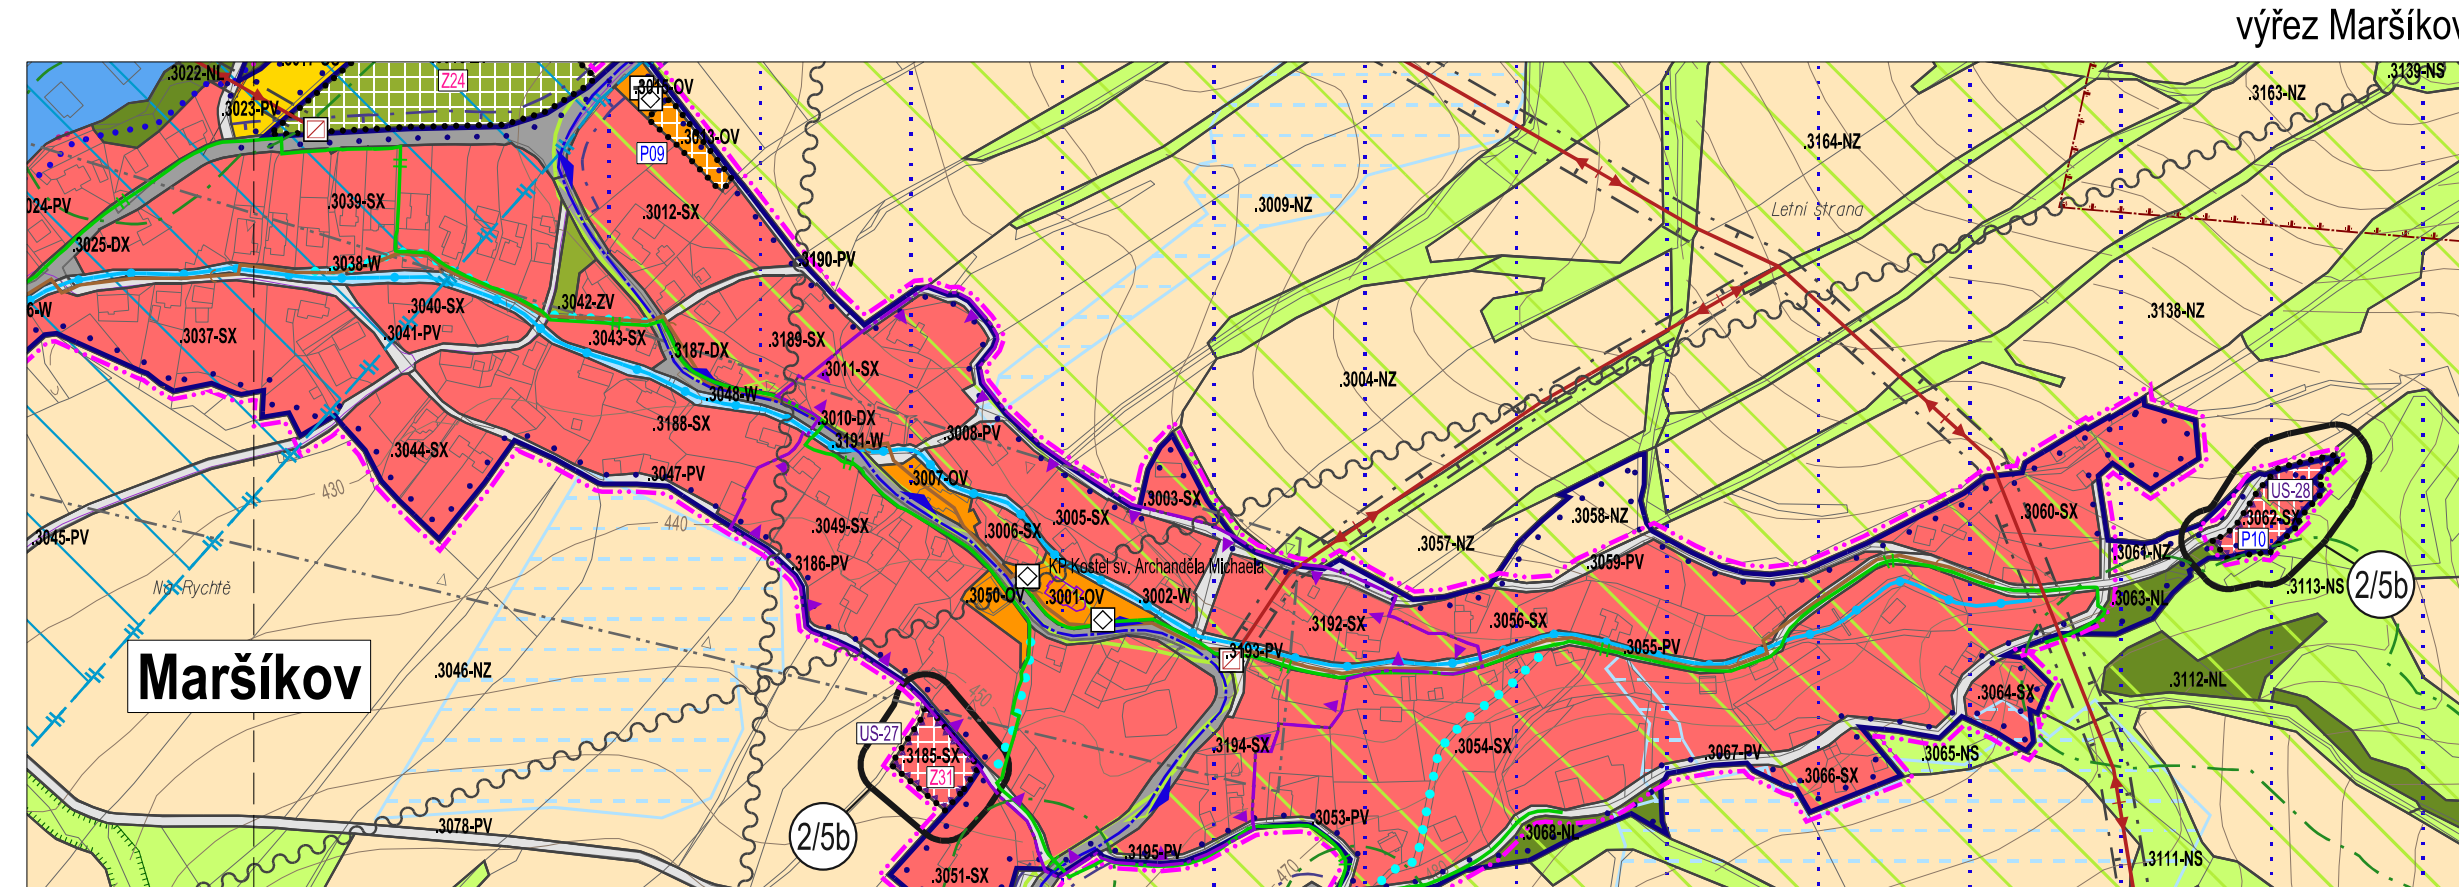 výřez Maršíkov
.3022-NL
Z24
.3139-NS
.3023-PV
.3163-NZ
.3013-OV
P09
.3164-NZ
.3039-SX
024-PV
.3012-SX
.3009-NZ
Letní strana
.3025-DX
.3038-W
.3190-PV
.3042-ZV
.3040-SX
6-W
.3138-NZ
.3041-PV
.3037-SX
.3043-SX
.3189-SX
.3187-DX
.3011-SX
.3004-NZ
.3048-W
.3188-SX
.3010-DX
.3191-W
.3008-PV
.3044-SX
.3047-PV
.3007-OV
430
440
.3003-SX
US-28
.3049-SX
.3006-SX
.3005-SX
.3058-NZ
.3060-SX
.3062-SX
.3045-PV
.3057-NZ
P10
.3061-NZ
.3186-PV
KP Kostel sv. Archanděla Michaela
.3059-PV
Na Rychtě
.3050-OV
.3001-OV
.3002-W
.3113-NS
2/5b
.3063-NL
.3192-SX
.3056-SX
.3193-PV
.3055-PV
Maršíkov
.3046-NZ
450
.3064-SX
.3112-NL
US-27
.3185-SX
.3194-SX
.3054-SX
.3067-PV
.3065-NS
Z31
.3066-SX
.3078-PV
2/5b
.3053-PV
.3068-NL
.3195-PV
.3111-NS
470
.3051-SX